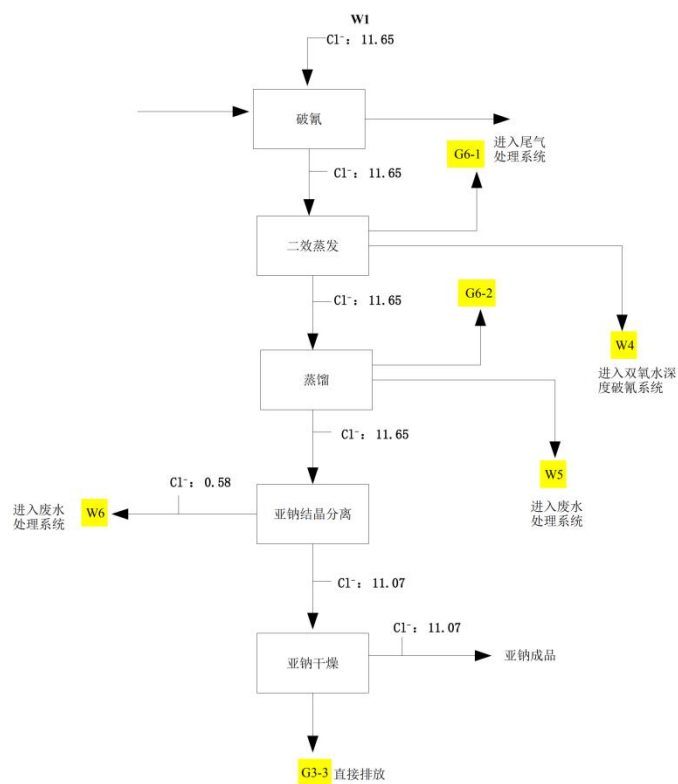 W1
Cl⁻: 11.65
破氰
进入尾气
处理系统
G6-1
Cl⁻: 11.65
二效蒸发
G6-2
Cl⁻: 11.65
W4
进入双氧水深
度破氰系统
蒸馏
Cl⁻: 11.65
W5
进入废水
处理系统
Cl⁻: 0.58
进入废水
处理系统
W6
亚钠结晶分离
Cl⁻: 11.07
Cl⁻: 11.07
亚钠干燥
亚钠成品
G3-3 直接排放